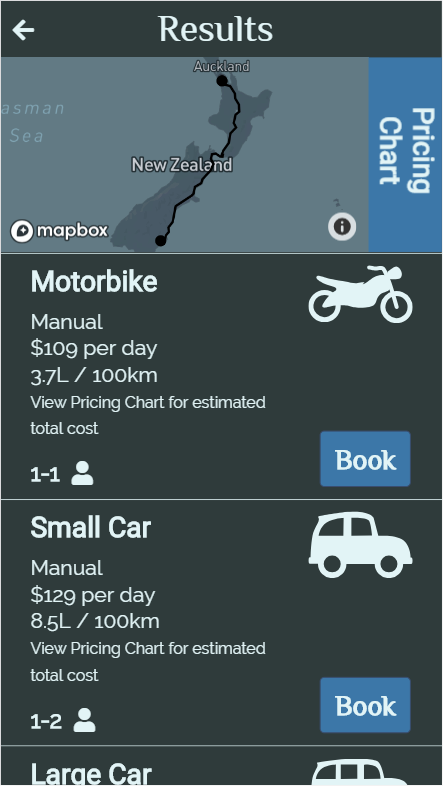 Results
Auckland
asman
Sea
New Zealand
mapbox
Pricing
Chart
Motorbike
Manual
$109 per day
3.7L / 100km
View Pricing Chart for estimated
total cost
1-1
Book
Small Car
Manual
$129 per day
8.5L / 100km
View Pricing Chart for estimated
total cost
1-2
Book
Large Car